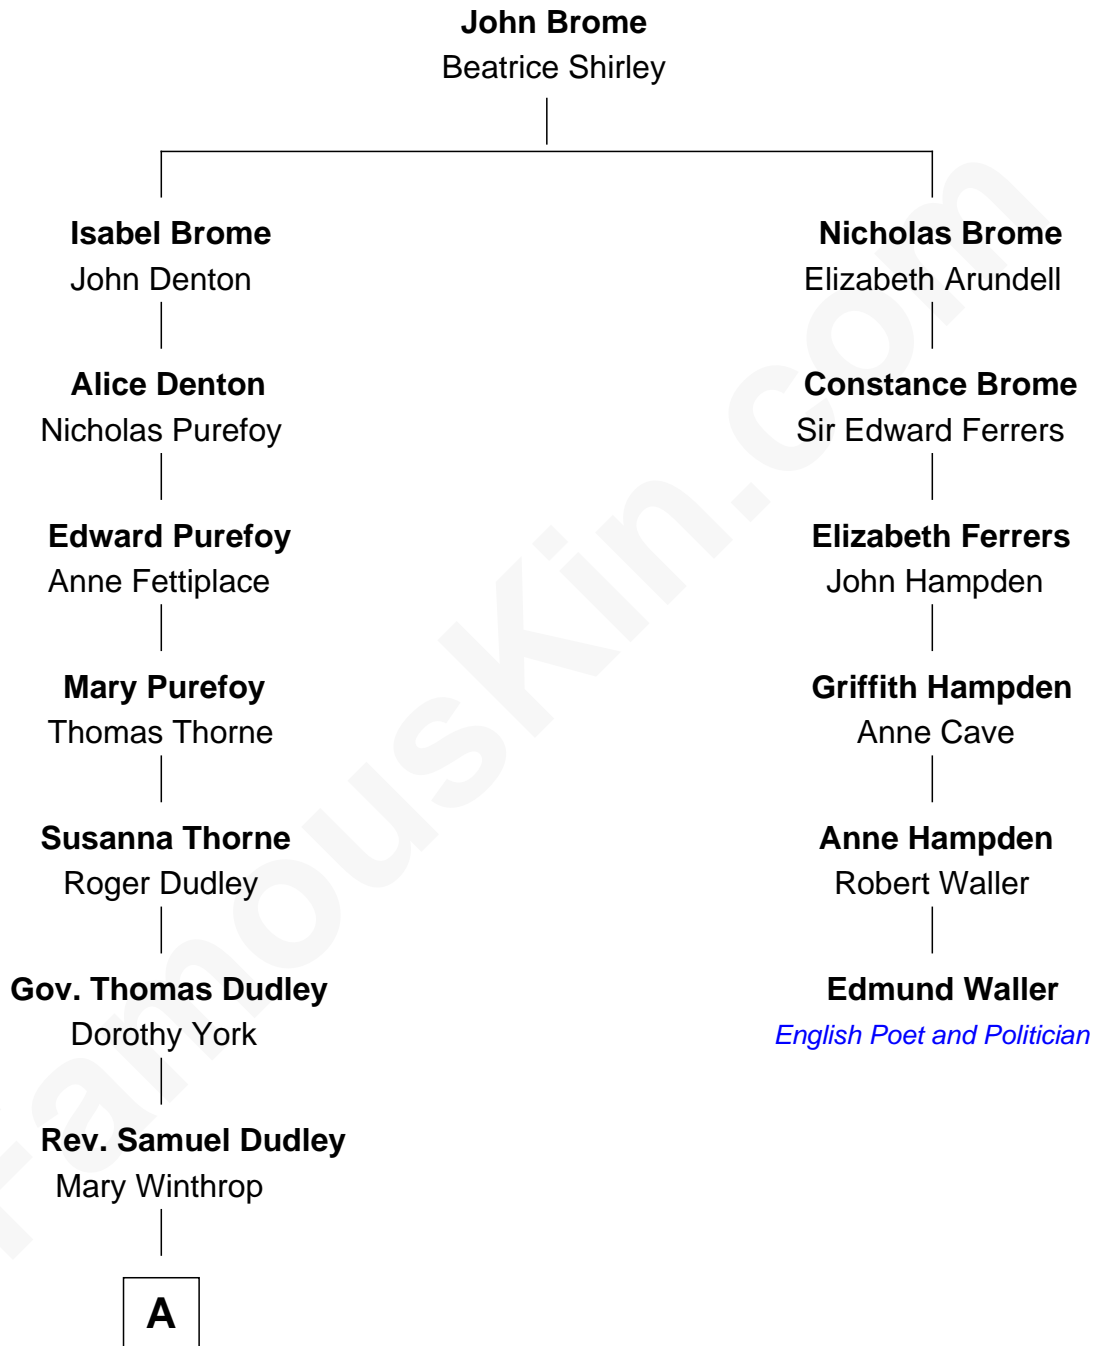 John Brome
Beatrice Shirley
Isabel Brome
John Denton
Nicholas Brome
Elizabeth Arundell
Alice Denton
Nicholas Purefoy
Constance Brome
Sir Edward Ferrers
Edward Purefoy
Anne Fettiplace
Elizabeth Ferrers
John Hampden
Mary Purefoy
Thomas Thorne
Griffith Hampden
Anne Cave
Susanna Thorne
Roger Dudley
Anne Hampden
Robert Waller
Gov. Thomas Dudley
Dorothy York
Edmund Waller
English Poet and Politician
Rev. Samuel Dudley
Mary Winthrop
A
FamousKin.com